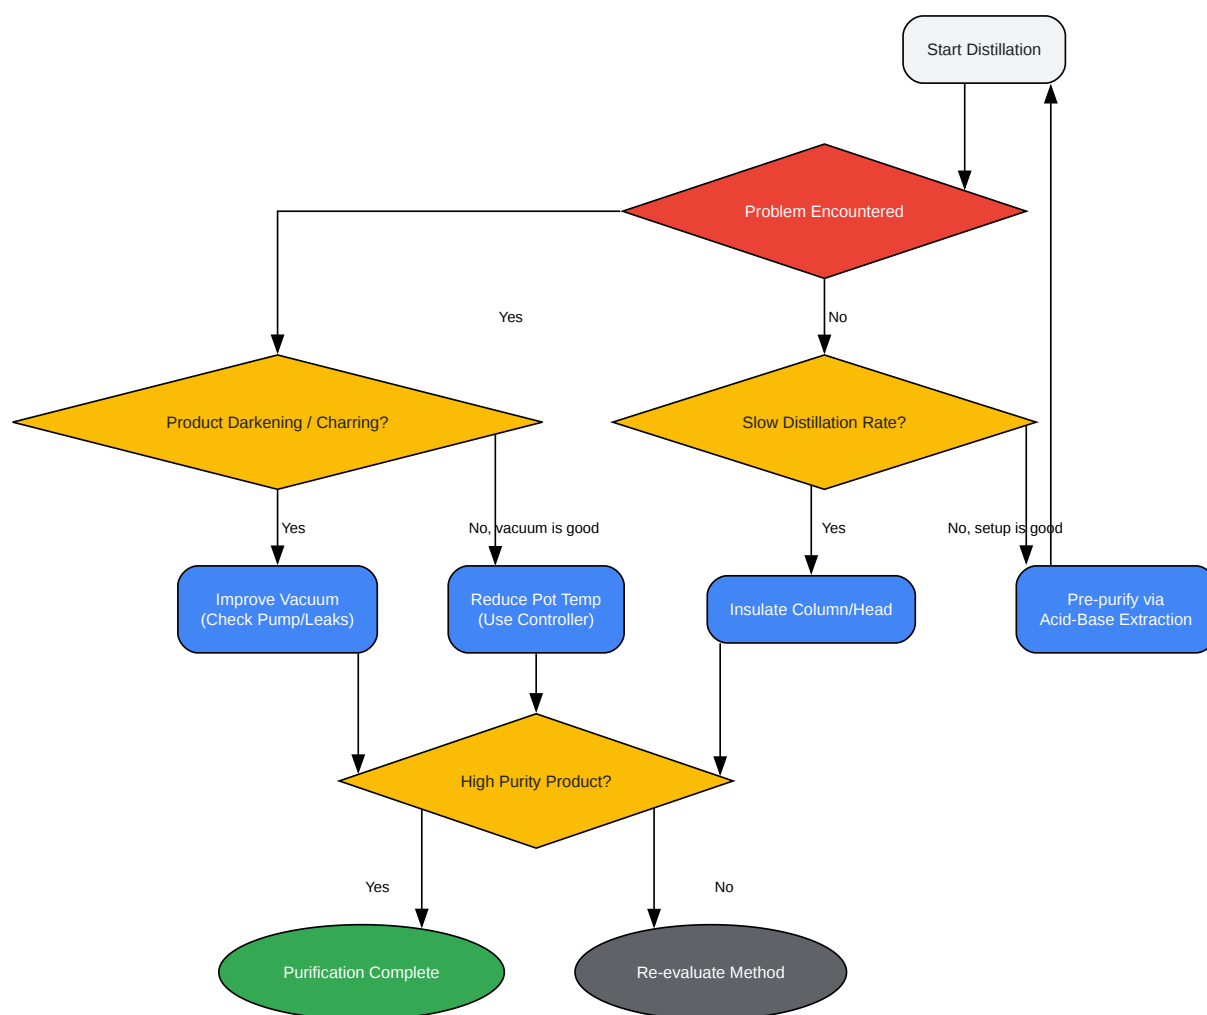 Start Distillation
Problem Encountered
Yes
No
Product Darkening / Charring?
Slow Distillation Rate?
Yes
No, vacuum is good
Yes
No, setup is good
Improve Vacuum
(Check Pump/Leaks)
Reduce Pot Temp
(Use Controller)
Insulate Column/Head
Pre-purify via
Acid-Base Extraction
High Purity Product?
Yes
No
Purification Complete
Re-evaluate Method